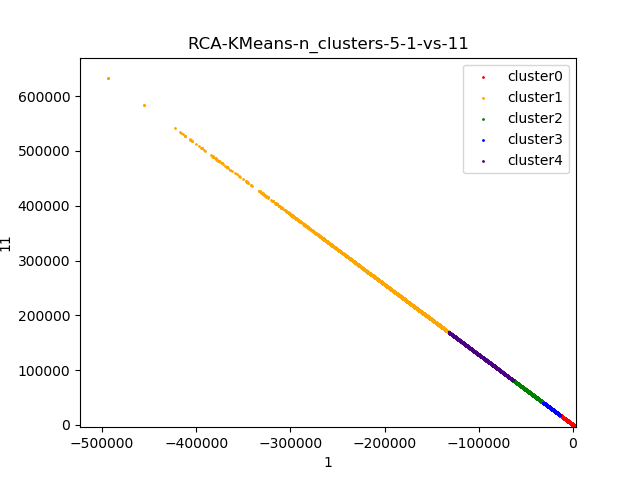 RCA-KMeans-n_clusters-5-1-vs-11
cluster0
cluster1
cluster2
cluster3
cluster4
600000
500000
400000
300000
200000
100000
0
11
−500000 −400000 −300000 −200000 −100000 0
1